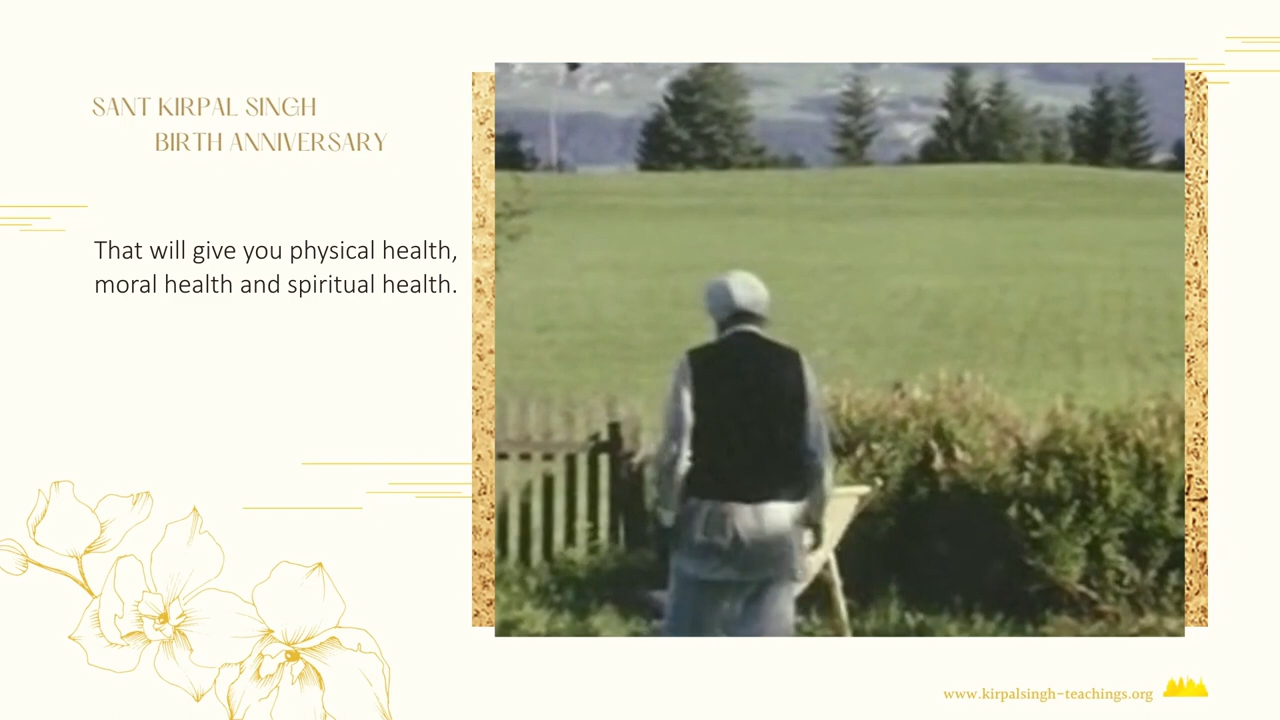 SANT KIRPAL SINGH
BIRTH ANNIVERSARY
That will give you physical health,
moral health and spiritual health.
www.kirpalsingh-teachings.org